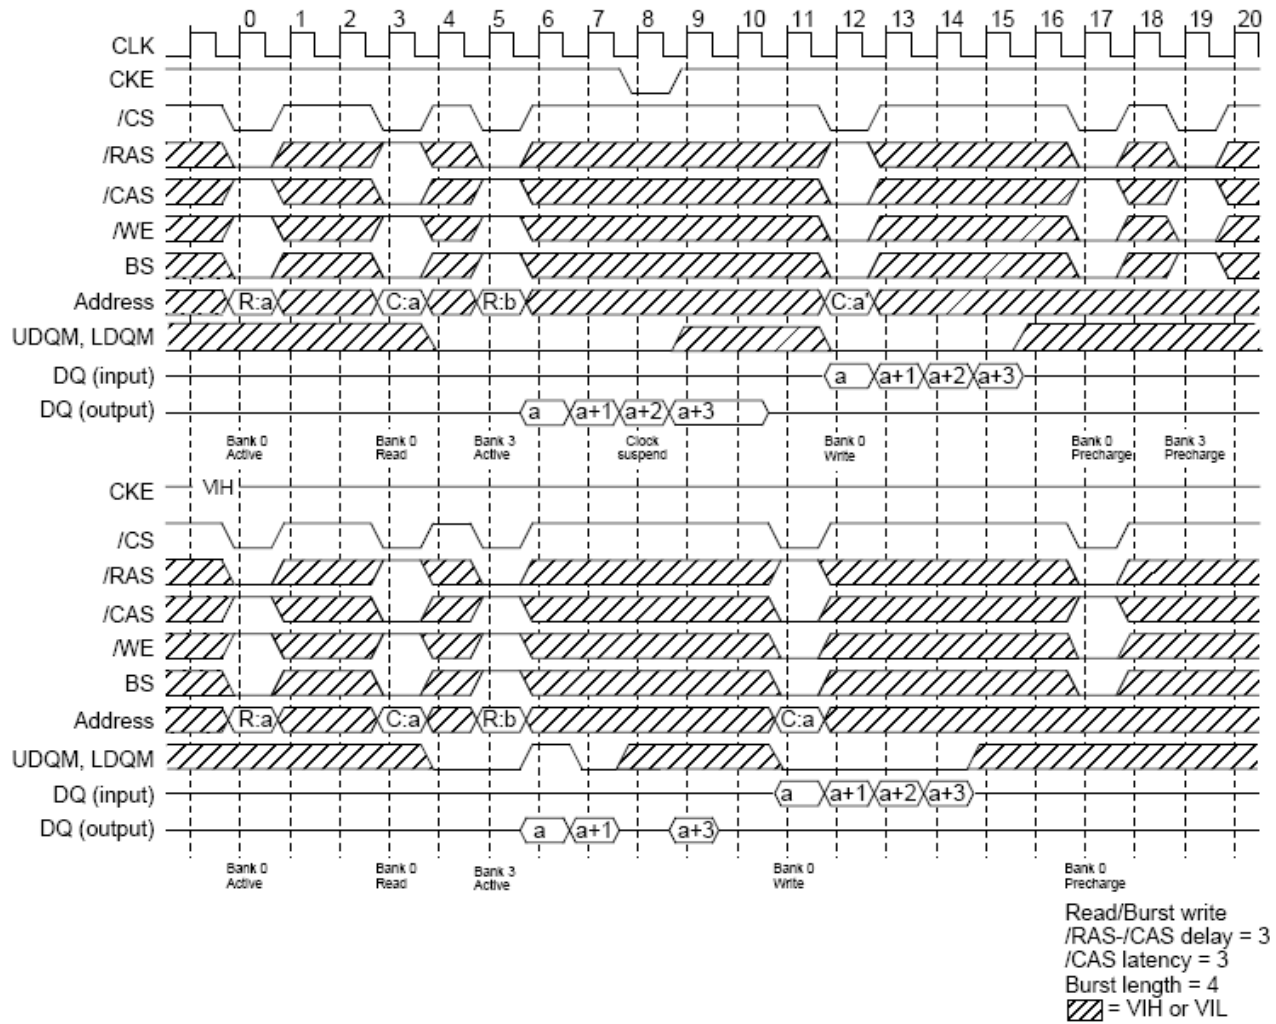 0 1 2 3 4 5 6 7 8 9 10 11 12 13 14 15 16 17 18 19 20
CLK
CKE
/CS
/RAS
/CAS
/WE
BS
Address R:a C:a R:b C:a'
UDQM, LDQM
DQ (input) a a+1 a+2 a+3
DQ (output) a a+1 a+2 a+3
Bank 0 Bank 0 Bank 3 Clock Bank 0 Bank 0 Bank 3
Active Read Active suspend Write Precharge Precharge
CKE VIH
/CS
/RAS
/CAS
/WE
BS
Address R:a C:a R:b C:a
UDQM, LDQM
DQ (input) a a+1 a+2 a+3
DQ (output) a a+1 a+3
Bank 0 Bank 0 Bank 3 Bank 0 Bank 0
Active Read Active Write Precharge
Read/Burst write
/RAS-/CAS delay = 3
/CAS latency = 3
Burst length = 4
= VIH or VIL